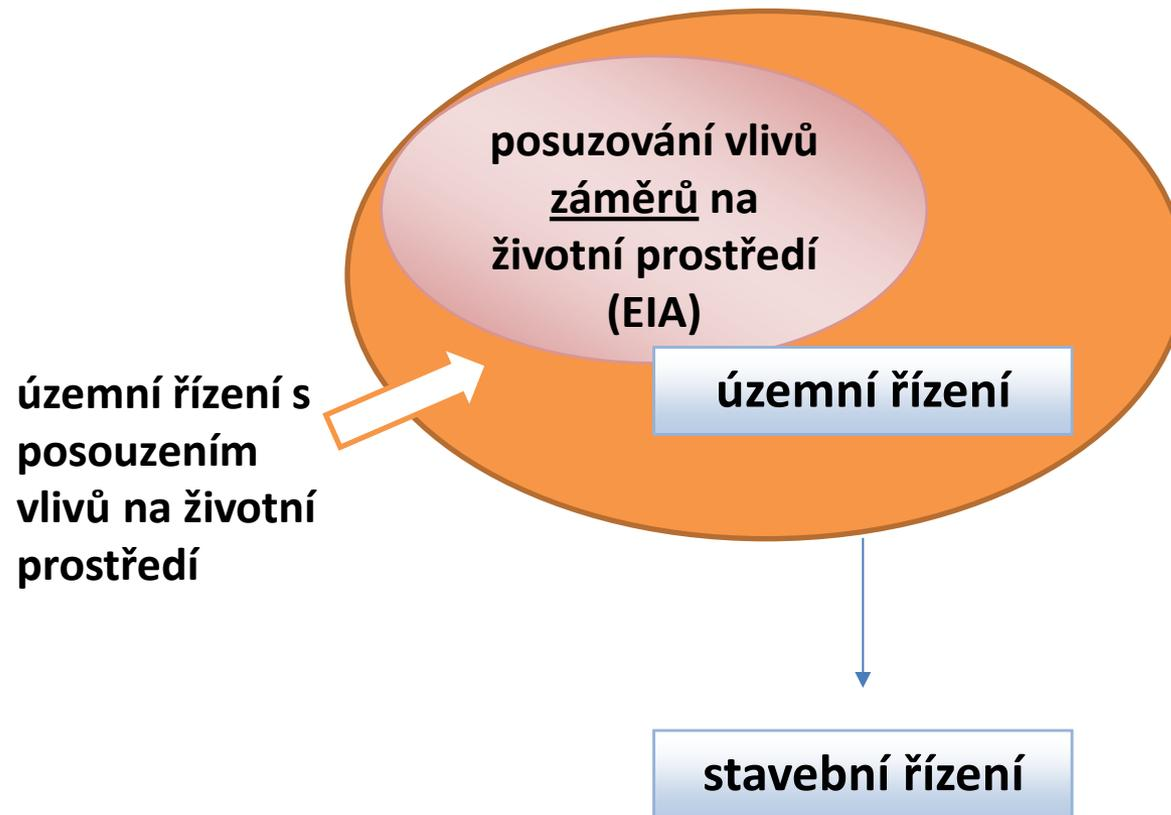 posuzování vlivů
záměrů na
životní prostředí
(EIA)
územní řízení
územní řízení s
posouzením
vlivů na životní
prostředí
stavební řízení